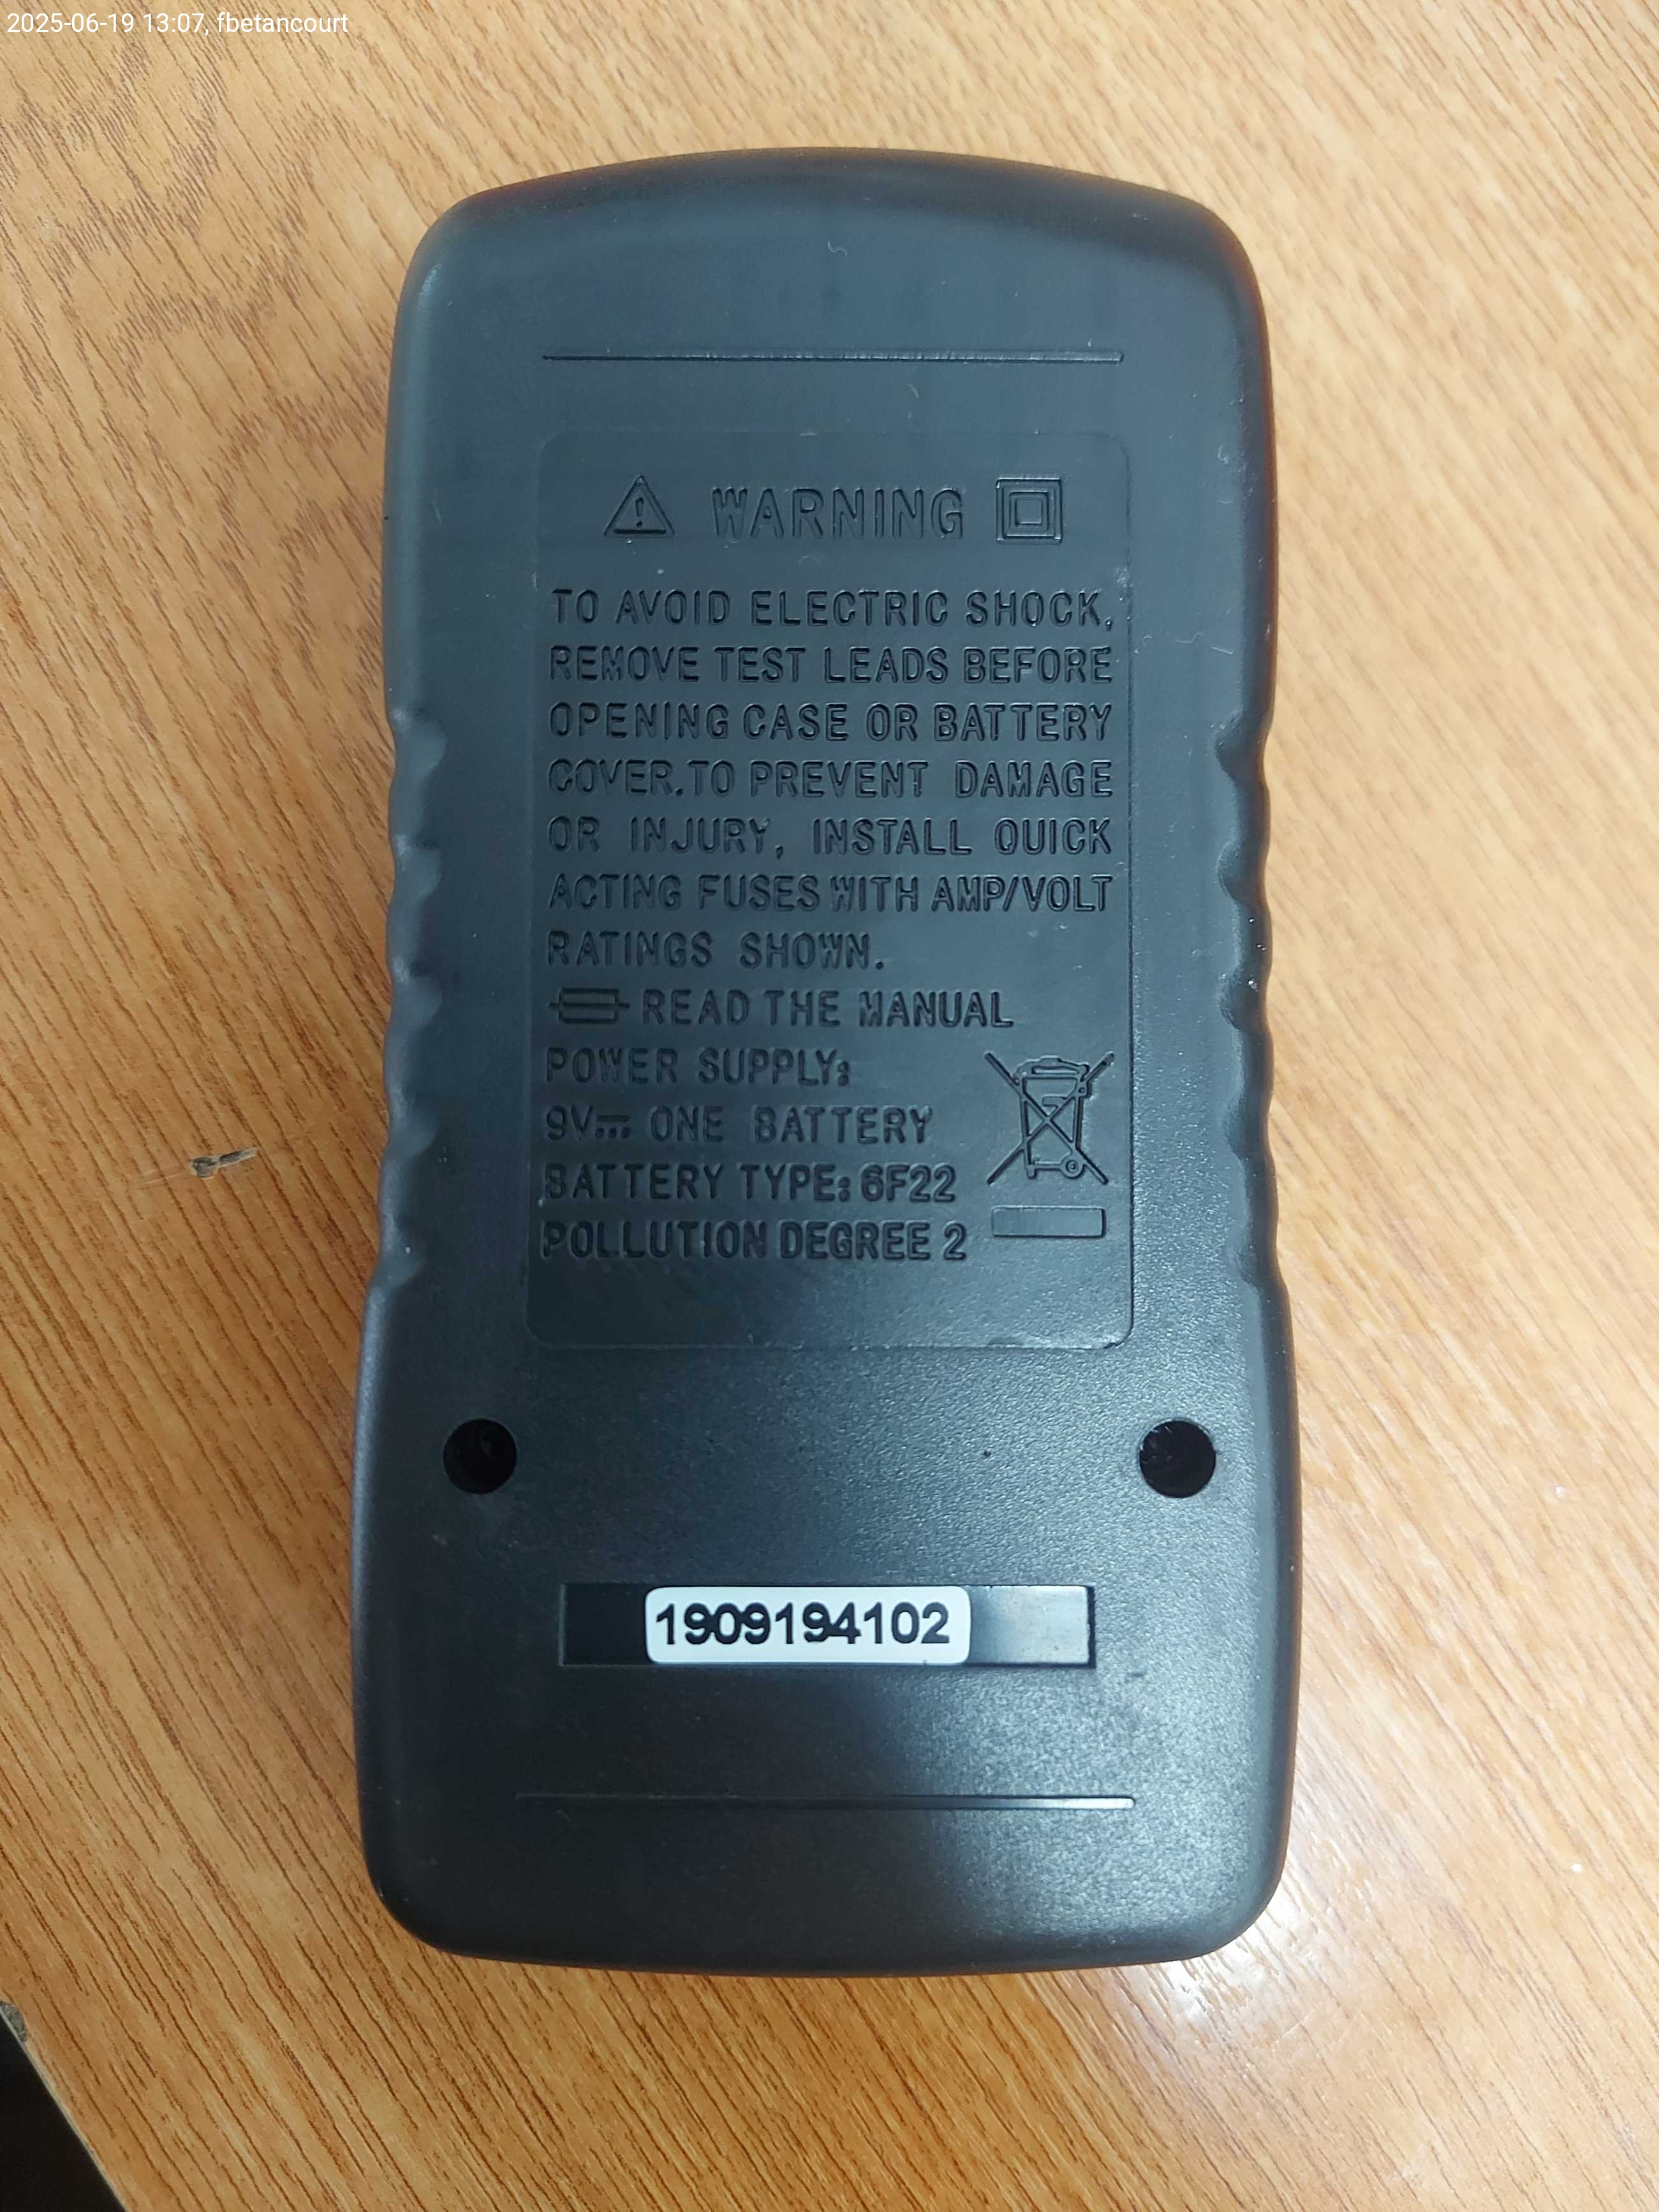 2025-06-19 13:07, fbetancourt
WARNING
TO AVOID ELECTRIC SHOCK,
REMOVE TEST LEADS BEFORE
OPENING CASE OR BATTERY
COVER.TO PREVENT DAMAGE
OR INJURY, INSTALL QUICK
ACTING FUSES WITH AMP/VOLT
RATINGS SHOWN.
READ THE MANUAL
POWER SUPPLY:
9V⎓ ONE BATTERY
BATTERY TYPE: 6F22
POLLUTION DEGREE 2
1909194102